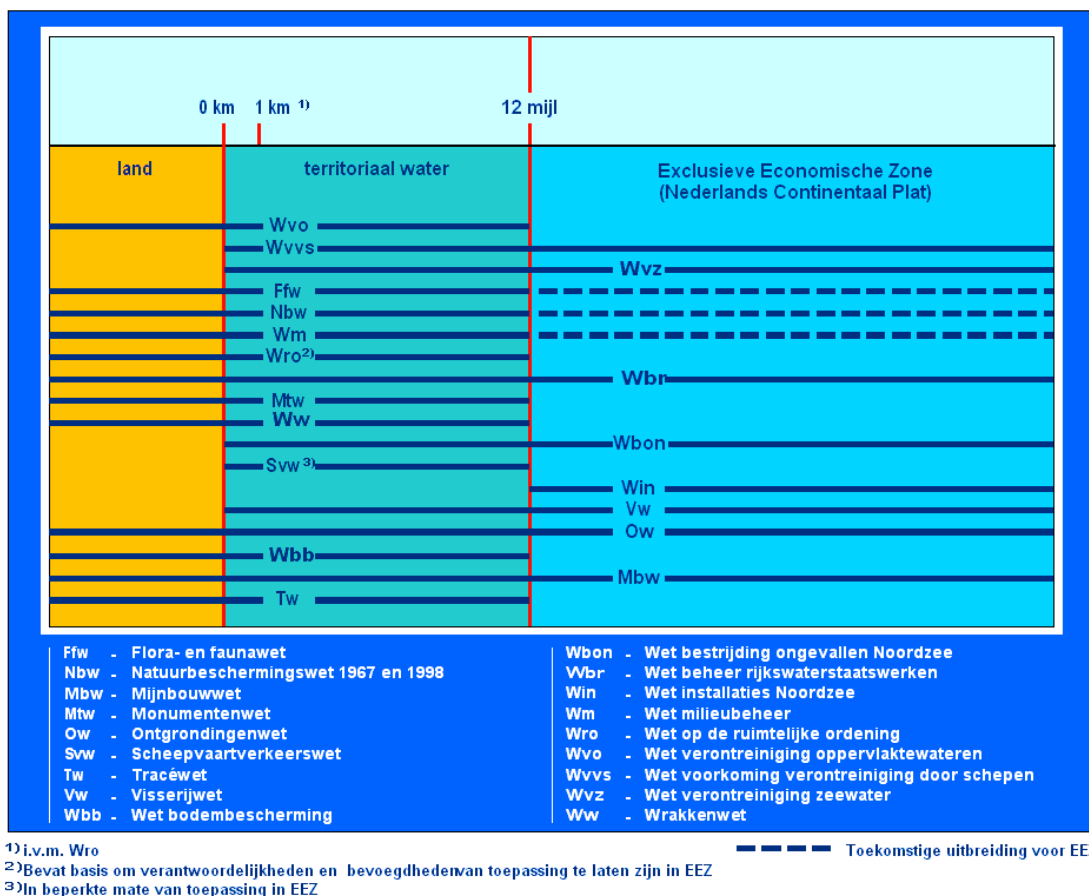 0 km 1 km 1) 12 mijl
land territoriaal water Exclusieve Economische Zone
(Nederlands Continentaal Plat)
Wvo
Wvvs
Wvz
Ffw
Nbw
Wm
Wro2)
Wbr
Mtw
Ww
Wbon
Svw 3)
Win
Vw
Ow
Wbb
Mbw
Tw
Ffw - Flora- en faunawet
Nbw - Natuurbeschermingswet 1967 en 1998
Mbw - Mijnbouwwet
Mtw - Monumentenwet
Ow - Ontgrondingenwet
Svw - Scheepvaartverkeerswet
Tw - Tracéwet
Vw - Visserijwet
Wbb - Wet bodembescherming
Wbon - Wet bestrijding ongevallen Noordzee
Wbr - Wet beheer rijkswaterstaatswerken
Win - Wet installaties Noordzee
Wm - Wet milieubeheer
Wro - Wet op de ruimtelijke ordening
Wvo - Wet verontreiniging oppervlaktewateren
Wvvs - Wet voorkoming verontreiniging door schepen
Wvz - Wet verontreiniging zeewater
Ww - Wrakkenwet
1) i.v.m. Wro
Toekomstige uitbreiding voor EE
2)Bevat basis om verantwoordelijkheden en bevoegdhedenvan toepassing te laten zijn in EEZ
3)In beperkte mate van toepassing in EEZ